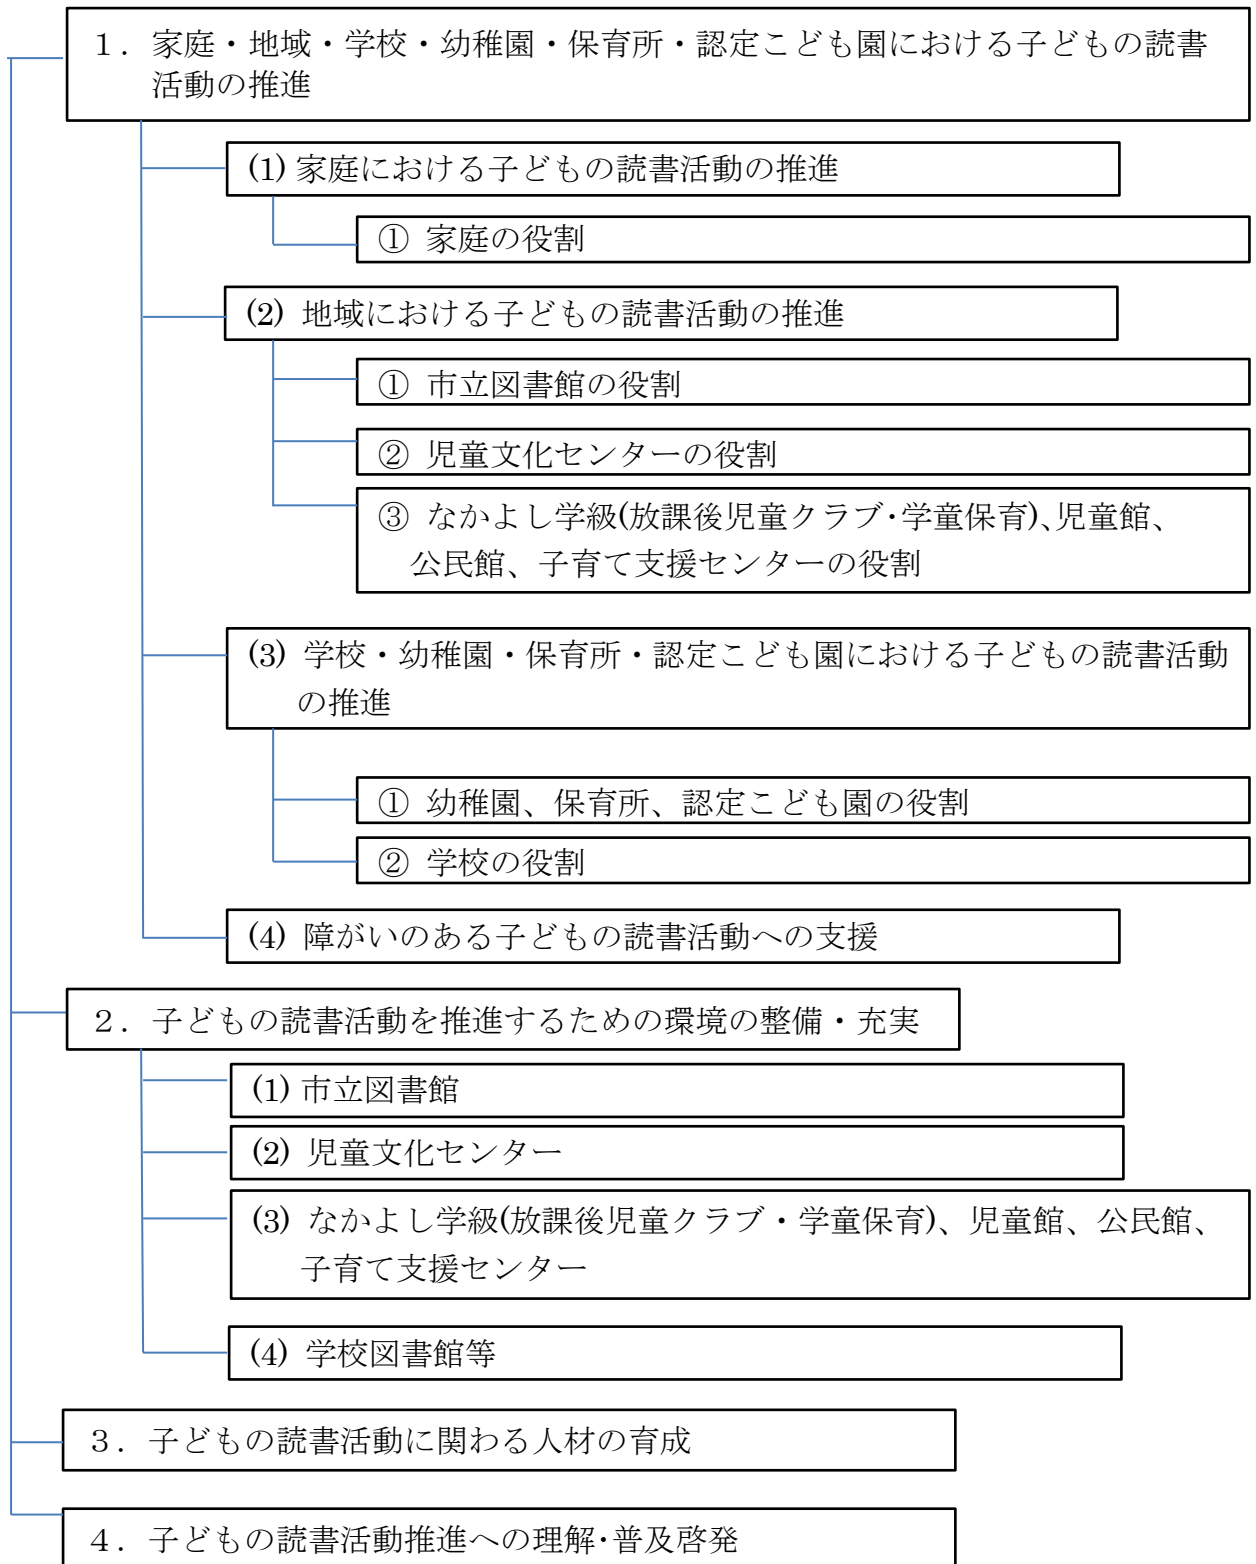 １．家庭・地域・学校・幼稚園・保育所・認定こども園における子どもの読書
活動の推進
(1) 家庭における子どもの読書活動の推進
① 家庭の役割
(2) 地域における子どもの読書活動の推進
① 市立図書館の役割
② 児童文化センターの役割
③ なかよし学級(放課後児童クラブ･学童保育)、児童館、
公民館、子育て支援センターの役割
(3) 学校・幼稚園・保育所・認定こども園における子どもの読書活動
の推進
① 幼稚園、保育所、認定こども園の役割
② 学校の役割
(4) 障がいのある子どもの読書活動への支援
２．子どもの読書活動を推進するための環境の整備・充実
(1) 市立図書館
(2) 児童文化センター
(3) なかよし学級(放課後児童クラブ・学童保育)、児童館、公民館、
子育て支援センター
(4) 学校図書館等
３．子どもの読書活動に関わる人材の育成
４．子どもの読書活動推進への理解･普及啓発